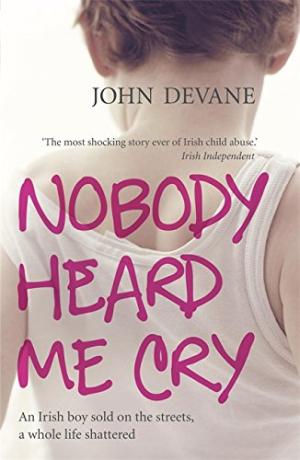 JOHN DEVANE
‘The most shocking story ever of Irish child abuse.’
Irish Independent
NOBODY
HEARD
ME CRY
An Irish boy sold on the streets,
a whole life shattered